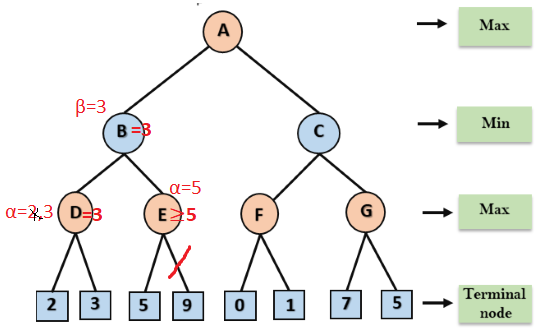 A
Max
β=3
B =3
C
Min
α=5
α=2,3
D=3
E ≥5
F
G
Max
2
3
5
9
0
1
7
5
Terminal
node